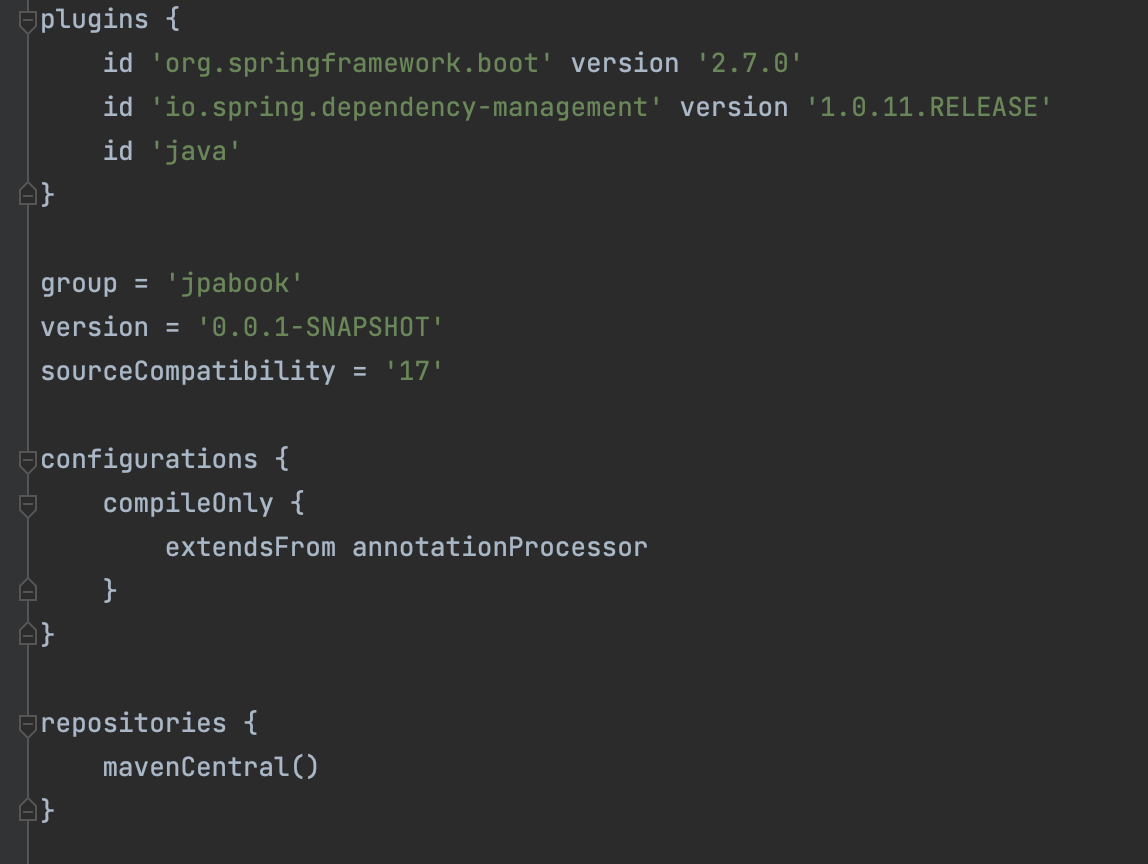 plugins {
    id 'org.springframework.boot' version '2.7.0'
    id 'io.spring.dependency-management' version '1.0.11.RELEASE'
    id 'java'
}
group = 'jpabook'
version = '0.0.1-SNAPSHOT'
sourceCompatibility = '17'
configurations {
    compileOnly {
        extendsFrom annotationProcessor
    }
}
repositories {
    mavenCentral()
}